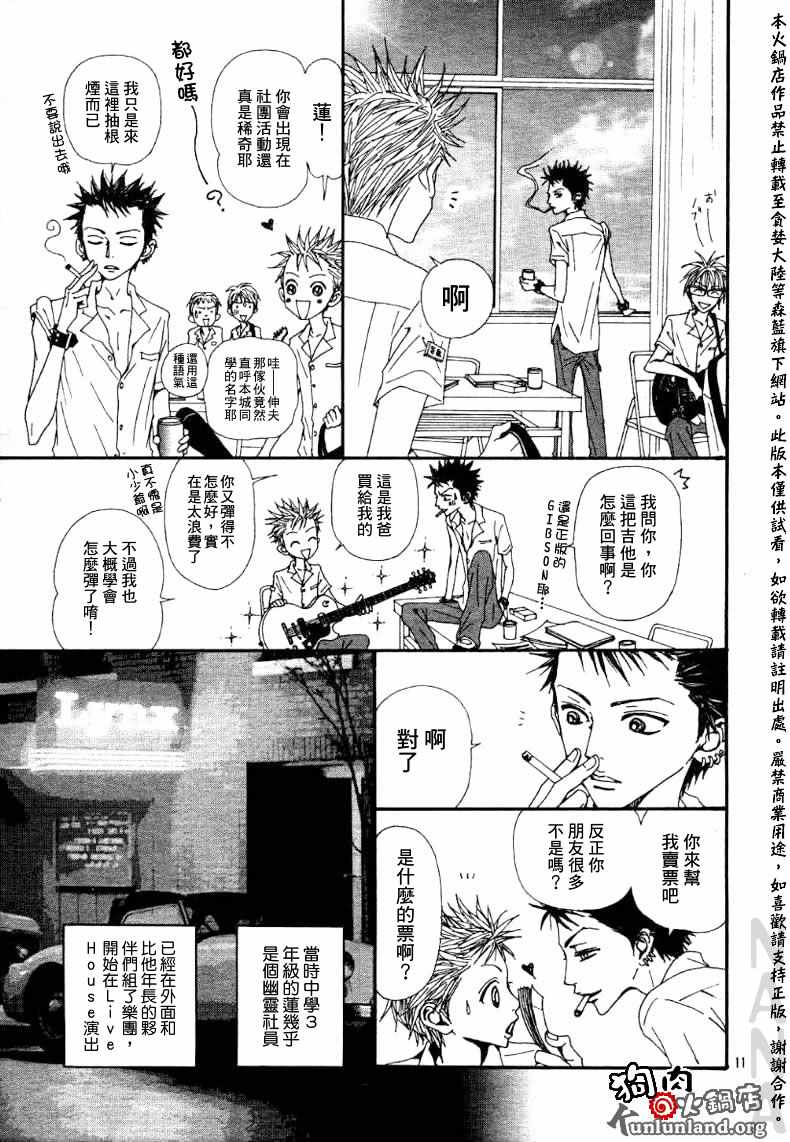 啊
蓮！
你會出現在
社團活動還
真是稀奇耶
都好嗎
～？
我只是來
這裡抽根
煙而已
不要說出去哦
哇──伸夫
那傢伙竟然
直呼本城同
學的名字耶
還用這
種語氣
我問你，你
這把吉他是
怎麼回事啊？
還是正版的
GIBSON耶…
這是我爸
買給我的
你又彈得不
怎麼好，實
在是太浪費了
真不愧是
小少爺啊
不過我也
大概學會
怎麼彈了唷！
啊
對了
你來幫
我賣票吧
反正你
朋友很多
不是嗎？
是什麼的票啊？
Lynx
當時中學3
年級的蓮幾乎
是個幽靈社員
已經在外面和
比他年長的夥
伴們組了樂團，
開始在Live
House演出
11
本火鍋店作品禁止轉載至貪婪大陸等森藍旗下網站。此版本僅供試看，如欲轉載請註明出處。嚴禁商業用途，如喜歡請支持正版，謝謝合作。
NANA
狗肉
火鍋店
Kunlunland.org